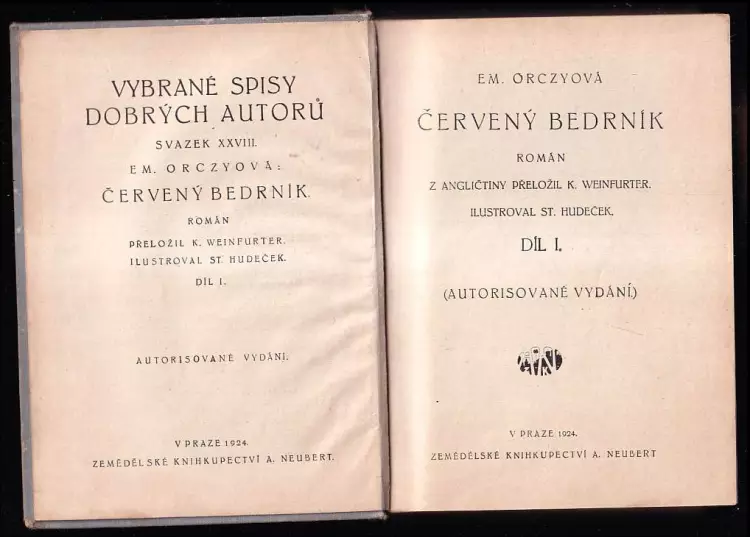 VYBRANÉ SPISY
DOBRÝCH AUTORŮ
SVAZEK XXVIII.
EM. ORCZYOVÁ:
ČERVENÝ BEDRNÍK.
ROMÁN
PŘELOŽIL K. WEINFURTER.
ILUSTROVAL ST. HUDEČEK.
DÍL I.
AUTORISOVANÉ VYDÁNÍ.
V PRAZE 1924.
ZEMĚDĚLSKÉ KNIHKUPECTVÍ A. NEUBERT.
EM. ORCZYOVÁ
ČERVENÝ BEDRNÍK
ROMÁN
Z ANGLIČTINY PŘELOŽIL K. WEINFURTER.
ILUSTROVAL ST. HUDEČEK.
DÍL I.
(AUTORISOVANÉ VYDÁNÍ.)
V PRAZE 1924.
ZEMĚDĚLSKÉ KNIHKUPECTVÍ A. NEUBERT